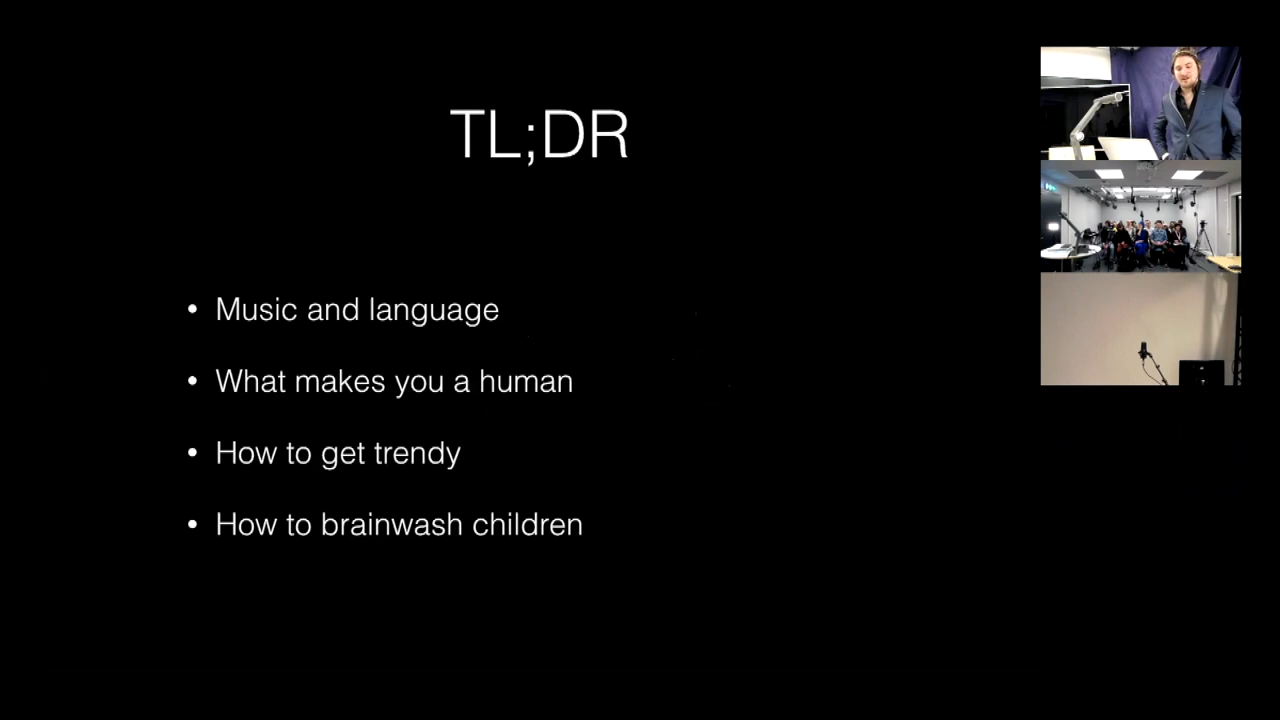 TL;DR
• Music and language
• What makes you a human
• How to get trendy
• How to brainwash children